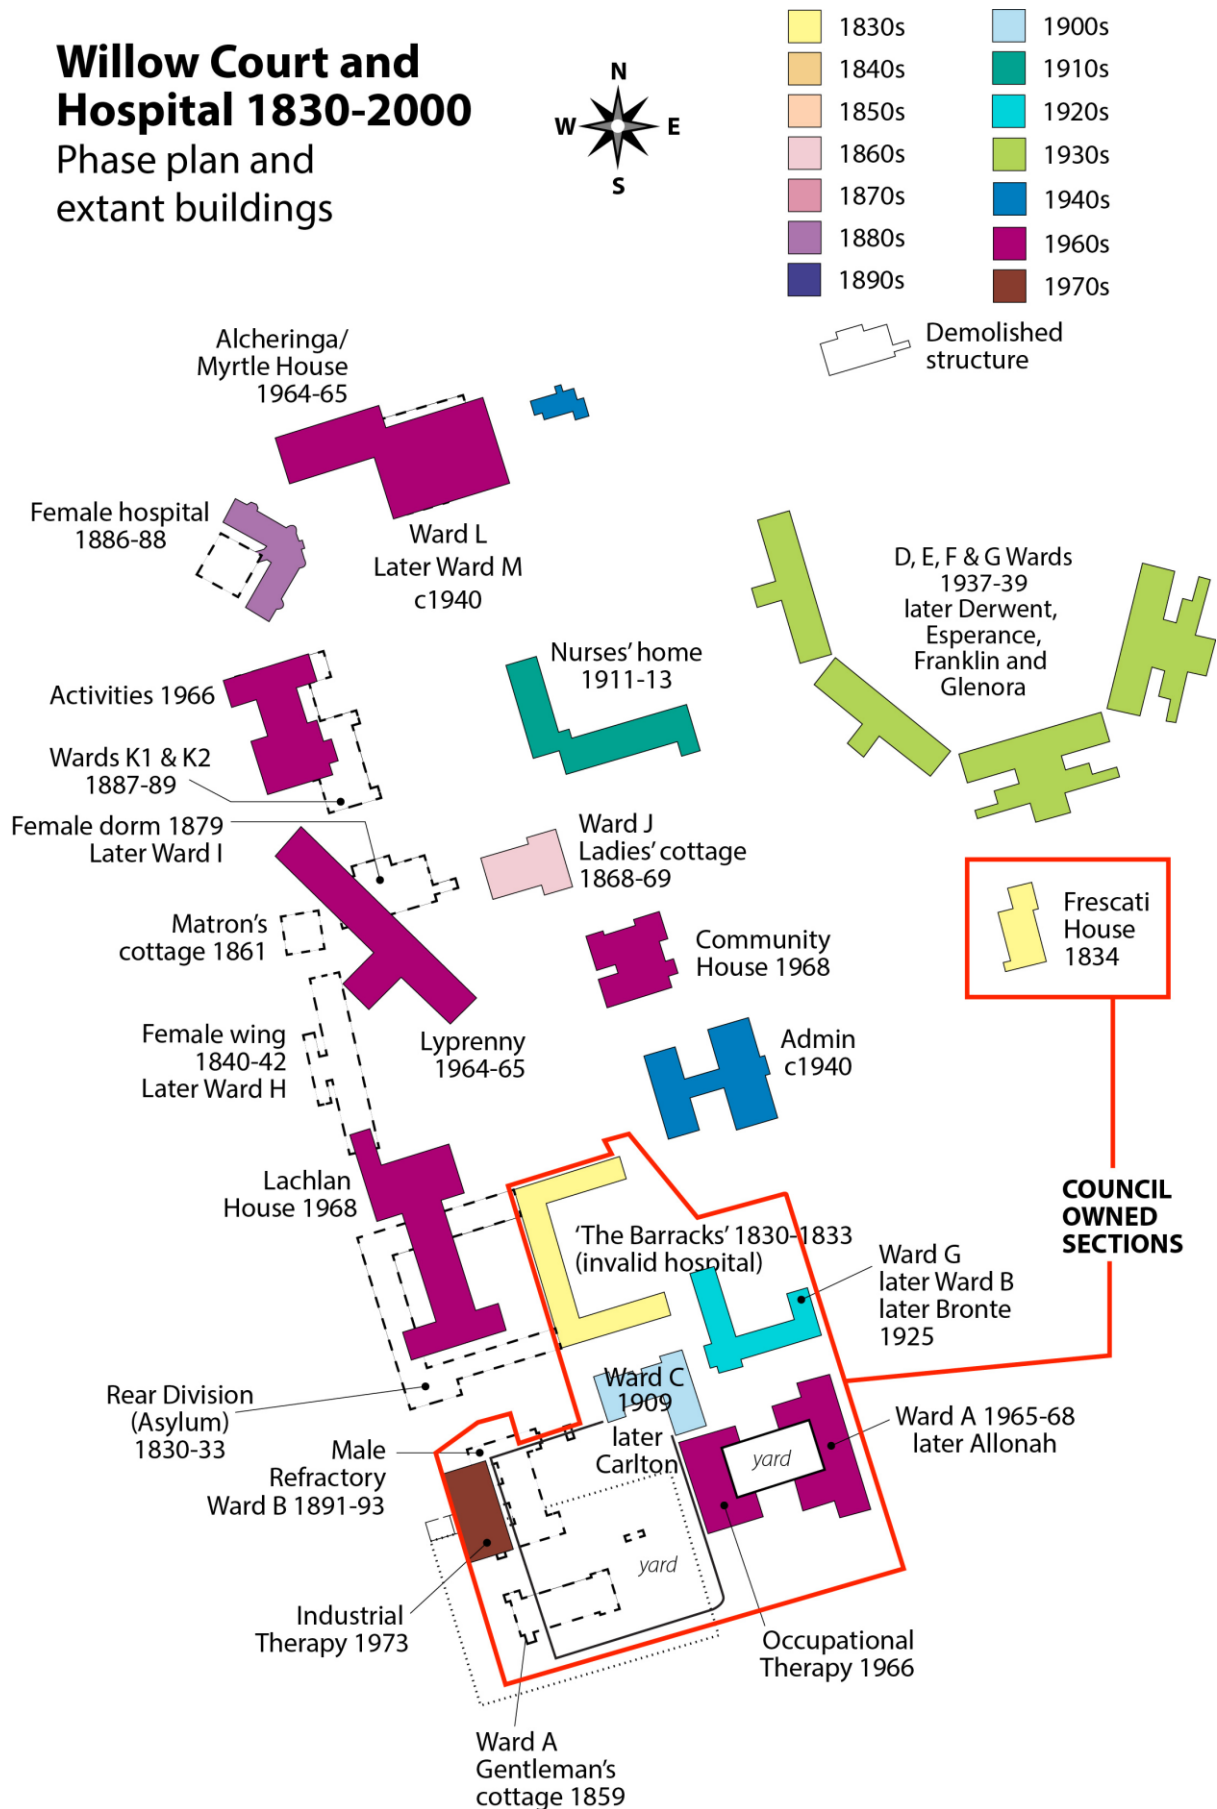 Willow Court and
Hospital 1830-2000
Phase plan and
extant buildings
N
W
E
S
1830s
1840s
1850s
1860s
1870s
1880s
1890s
1900s
1910s
1920s
1930s
1940s
1960s
1970s
Demolished
structure
Alcheringa/
Myrtle House
1964-65
Female hospital
1886-88
Ward L
Later Ward M
c1940
D, E, F & G Wards
1937-39
later Derwent,
Esperance,
Franklin and
Glenora
Nurses’ home
1911-13
Activities 1966
Wards K1 & K2
1887-89
Female dorm 1879
Later Ward I
Ward J
Ladies’ cottage
1868-69
Matron’s
cottage 1861
Community
House 1968
Frescati
House
1834
Female wing
1840-42
Later Ward H
Lyprenny
1964-65
Admin
c1940
Lachlan
House 1968
COUNCIL
OWNED
SECTIONS
‘The Barracks’ 1830-1833
(invalid hospital)
Ward G
later Ward B
later Bronte
1925
Ward C
1909
later
Carlton
Rear Division
(Asylum)
1830-33
Ward A 1965-68
later Allonah
yard
Male
Refractory
Ward B 1891-93
yard
Industrial
Therapy 1973
Occupational
Therapy 1966
Ward A
Gentleman’s
cottage 1859